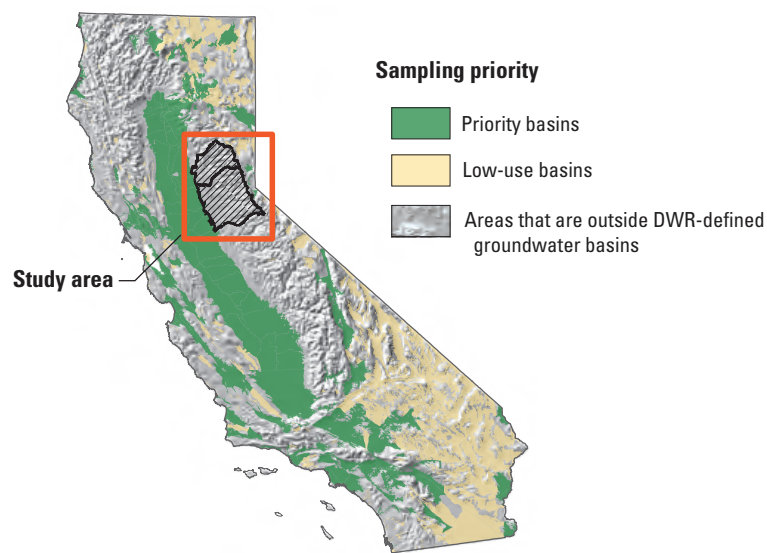 Sampling priority
Priority basins
Low-use basins
Areas that are outside DWR-defined
groundwater basins
Study area